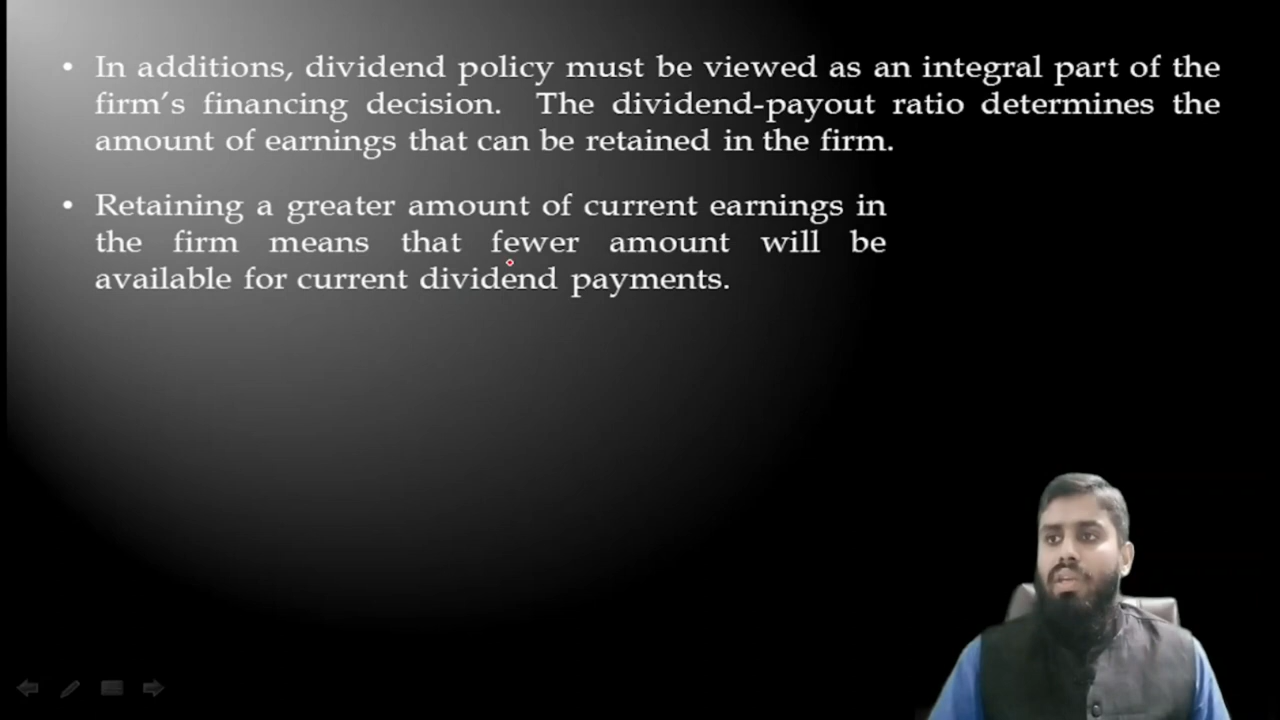 • In additions, dividend policy must be viewed as an integral part of the
firm's financing decision. The dividend-payout ratio determines the
amount of earnings that can be retained in the firm.
• Retaining a greater amount of current earnings in
the firm means that fewer amount will be
available for current dividend payments.